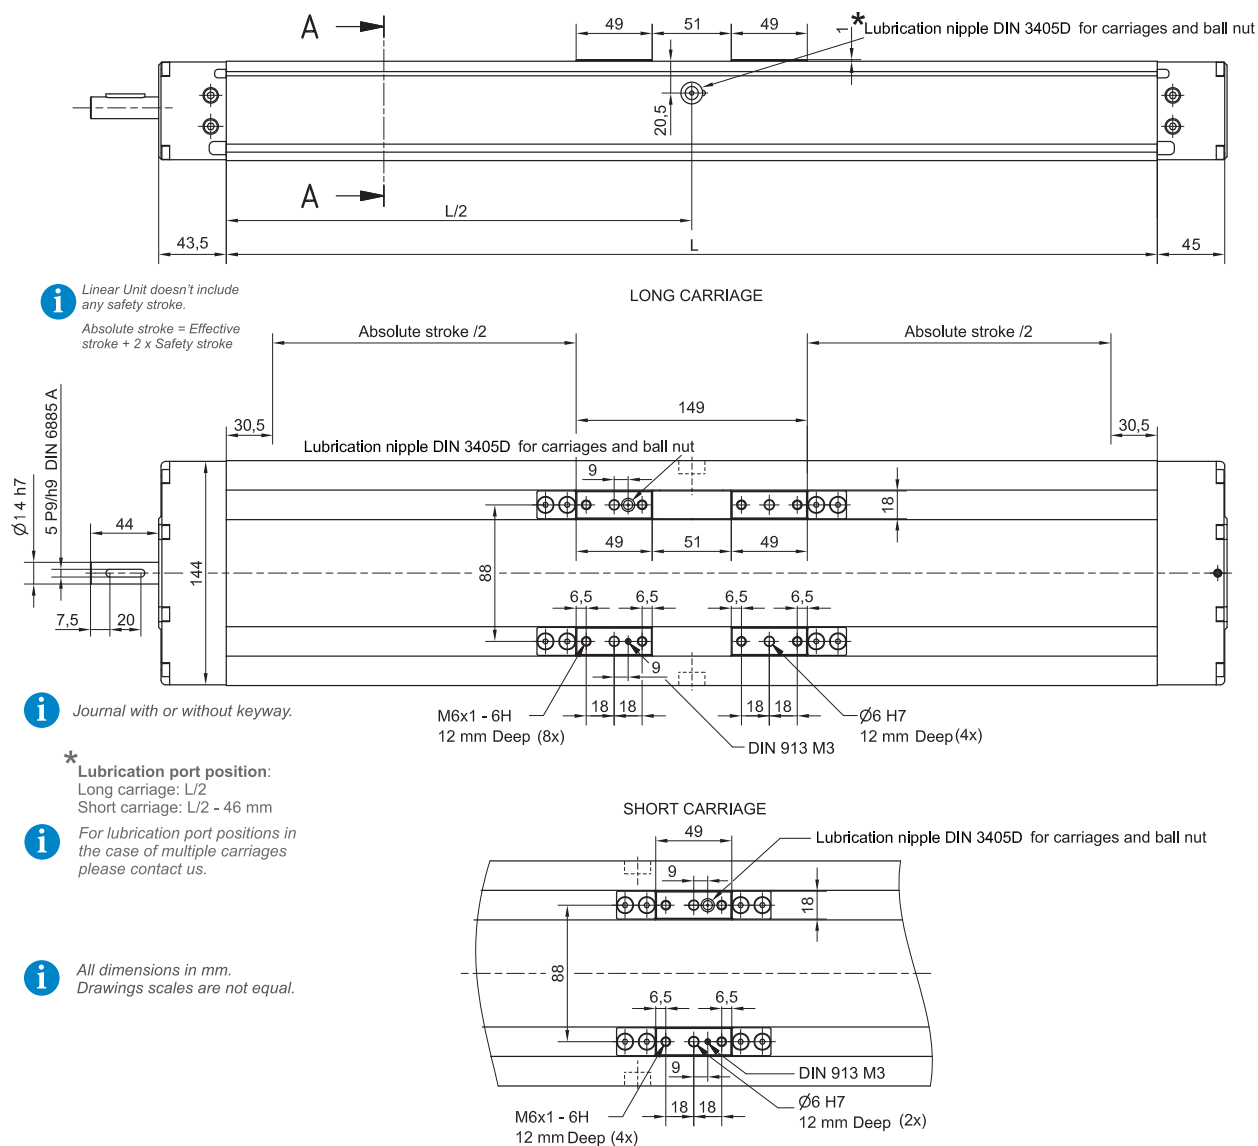 A
49
51
49
1
*Lubrication nipple DIN 3405D for carriages and ball nut
20,5
A
L/2
43,5
L
45
i
Linear Unit doesn't include
any safety stroke.
Absolute stroke = Effective
stroke + 2 x Safety stroke
LONG CARRIAGE
Absolute stroke /2
Absolute stroke /2
149
30,5
30,5
Lubrication nipple DIN 3405D for carriages and ball nut
9
18
Ø14 h7
5 P9/h9 DIN 6885 A
44
49
51
49
144
88
7,5
20
6,5
6,5
6,5
6,5
9
M6x1 - 6H
12 mm Deep (8x)
18
18
18
18
Ø6 H7
12 mm Deep (4x)
DIN 913 M3
i
Journal with or without keyway.
*
Lubrication port position:
Long carriage: L/2
Short carriage: L/2 - 46 mm
i
For lubrication port positions in
the case of multiple carriages
please contact us.
i
All dimensions in mm.
Drawings scales are not equal.
SHORT CARRIAGE
49
Lubrication nipple DIN 3405D for carriages and ball nut
9
18
88
6,5
6,5
9
DIN 913 M3
M6x1 - 6H
12 mm Deep (4x)
18
18
Ø6 H7
12 mm Deep (2x)